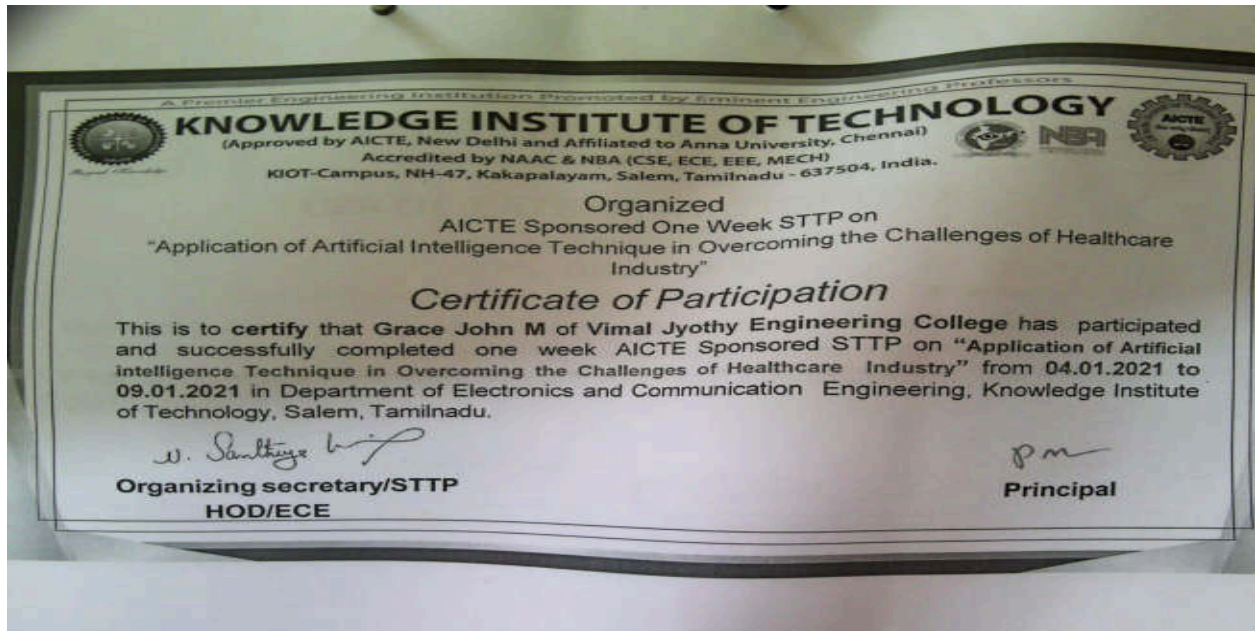 A Premier Engineering Institution Promoted by Eminent Engineering Professors
KNOWLEDGE INSTITUTE OF TECHNOLOGY
(Approved by AICTE, New Delhi and Affiliated to Anna University, Chennai)
Accredited by NAAC & NBA (CSE, ECE, EEE, MECH)
KIOT-Campus, NH-47, Kakapalayam, Salem, Tamilnadu - 637504, India.
NBA
AICTE
Organized
AICTE Sponsored One Week STTP on
“Application of Artificial Intelligence Technique in Overcoming the Challenges of Healthcare
Industry”
Certificate of Participation
This is to certify that Grace John M of Vimal Jyothy Engineering College has participated
and successfully completed one week AICTE Sponsored STTP on “Application of Artificial
intelligence Technique in Overcoming the Challenges of Healthcare Industry” from 04.01.2021 to
09.01.2021 in Department of Electronics and Communication Engineering, Knowledge Institute
of Technology, Salem, Tamilnadu.
Organizing secretary/STTP
HOD/ECE
Principal